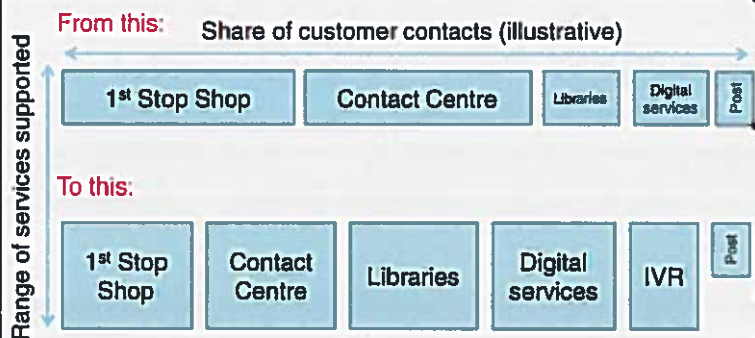 From this:
Share of customer contacts (illustrative)
Range of services supported
1st Stop Shop
Contact Centre
Libraries
Digital
services
Post
To this:
1st Stop
Shop
Contact
Centre
Libraries
Digital
services
IVR
Post